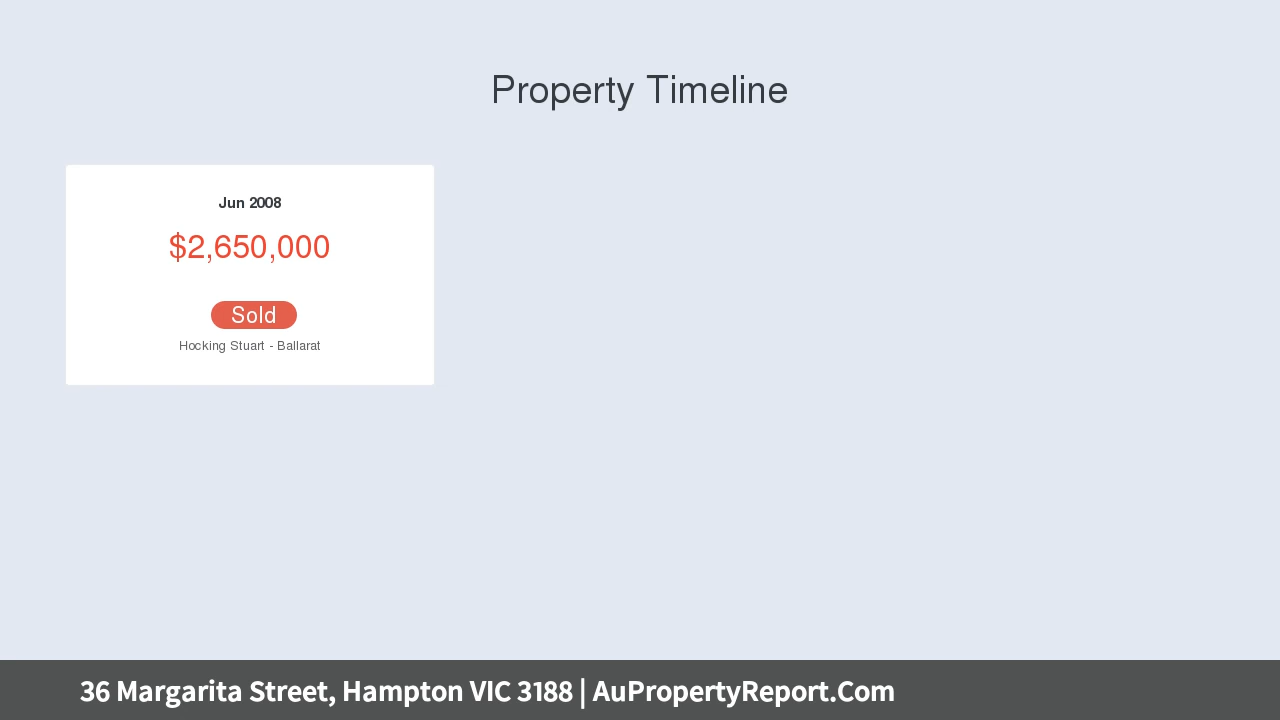 Property Timeline
Jun 2008
$2,650,000
Sold
Hocking Stuart - Ballarat
36 Margarita Street, Hampton VIC 3188 | AuPropertyReport.Com